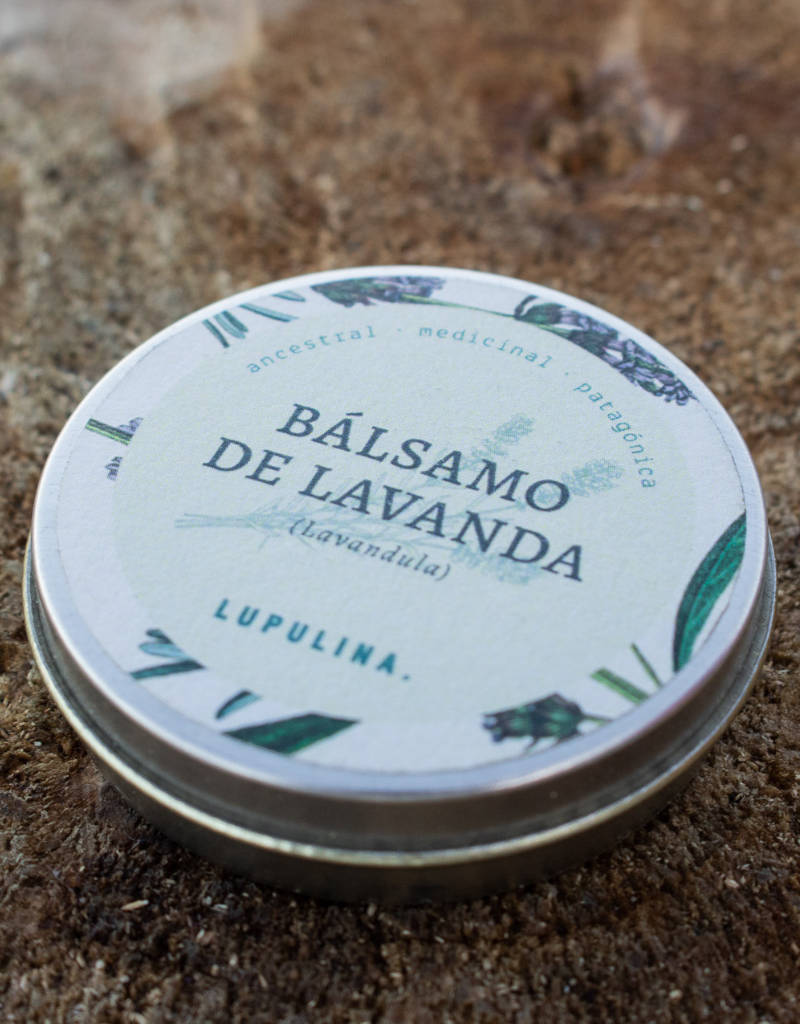 ancestral · medicinal · patagónica
BÁLSAMO
DE LAVANDA
(Lavandula)
LUPULINA.